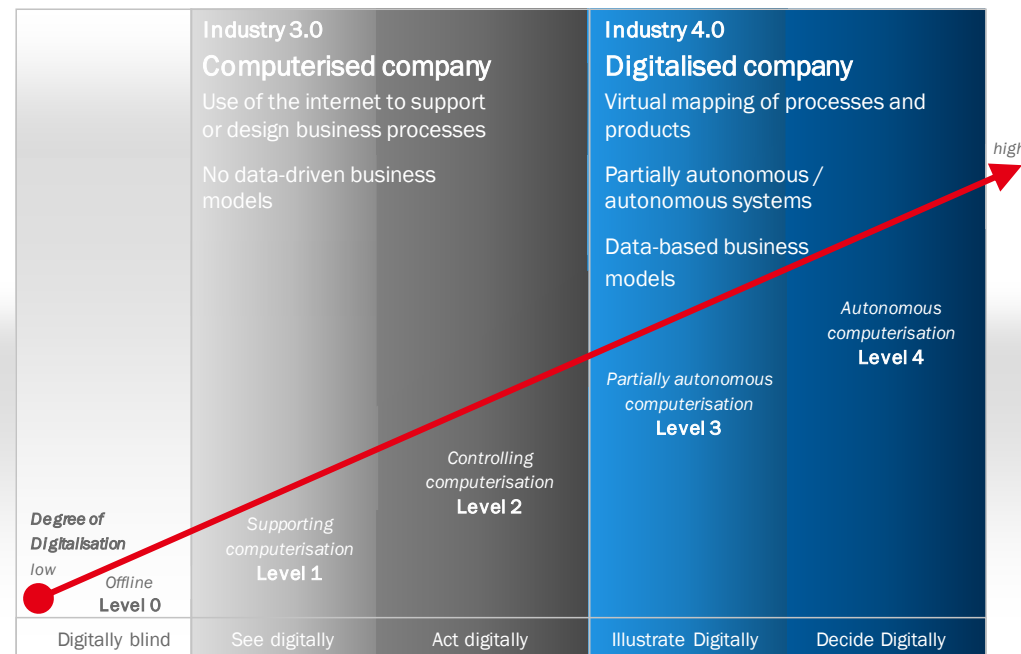 Industry 3.0
Computerised company
Use of the internet to support
or design business processes
No data-driven business
models
Industry 4.0
Digitalised company
Virtual mapping of processes and
products
Partially autonomous /
autonomous systems
Data-based business
models
high
Autonomous
computerisation
Level 4
Partially autonomous
computerisation
Level 3
Controlling
computerisation
Level 2
Supporting
computerisation
Level 1
Degree of
Digitalisation
low
Offline
Level 0
Digitally blind
See digitally
Act digitally
Illustrate Digitally
Decide Digitally